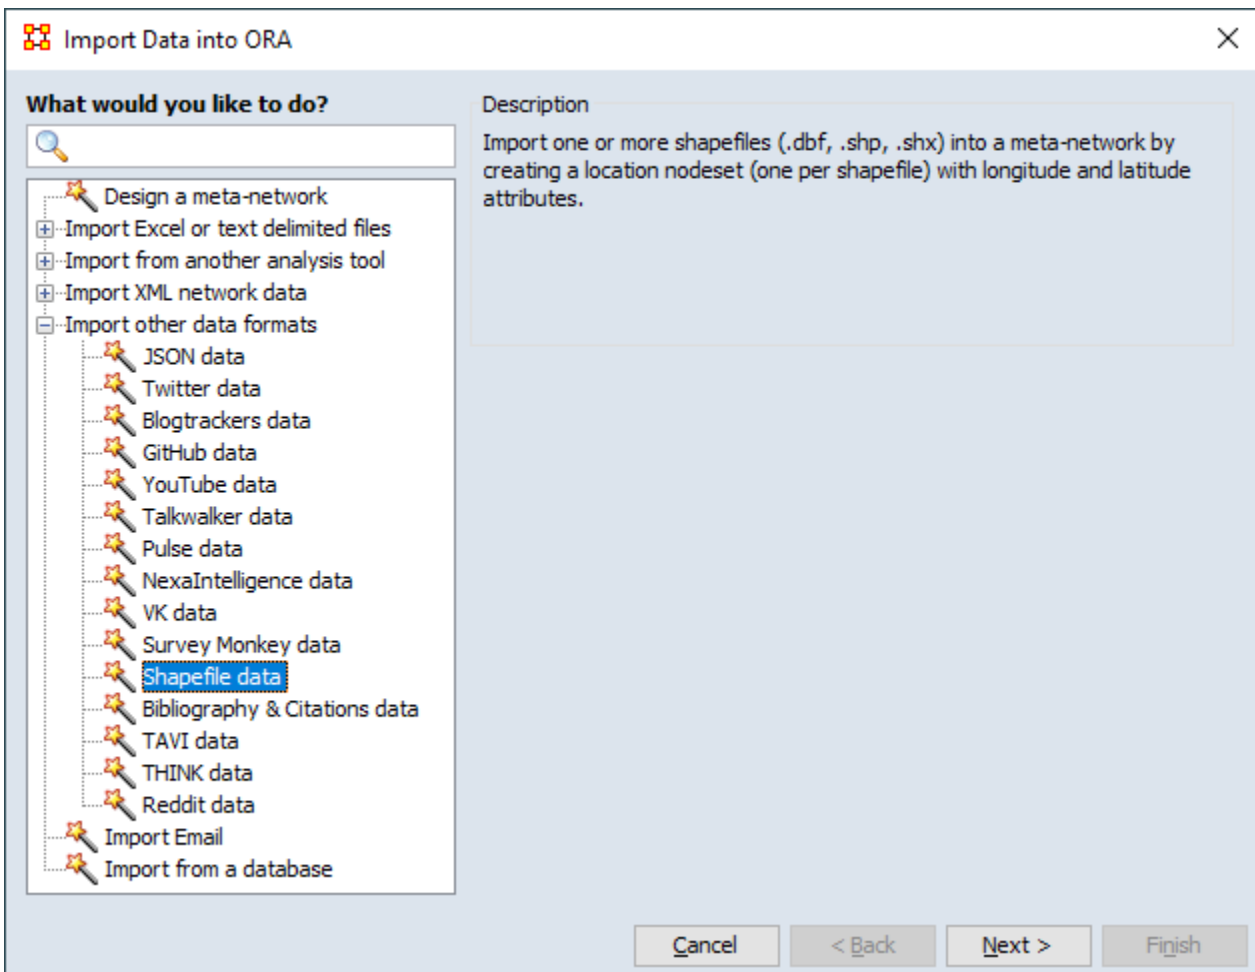 Import Data into ORA
What would you like to do?
Design a meta-network
Import Excel or text delimited files
Import from another analysis tool
Import XML network data
Import other data formats
JSON data
Twitter data
Blogtrackers data
GitHub data
YouTube data
Talkwalker data
Pulse data
NexaIntelligence data
VK data
Survey Monkey data
Shapefile data
Bibliography & Citations data
TAVI data
THINK data
Reddit data
Import Email
Import from a database
Description
Import one or more shapefiles (.dbf, .shp, .shx) into a meta-network by
creating a location nodeset (one per shapefile) with longitude and latitude
attributes.
Cancel
< Back
Next >
Finish